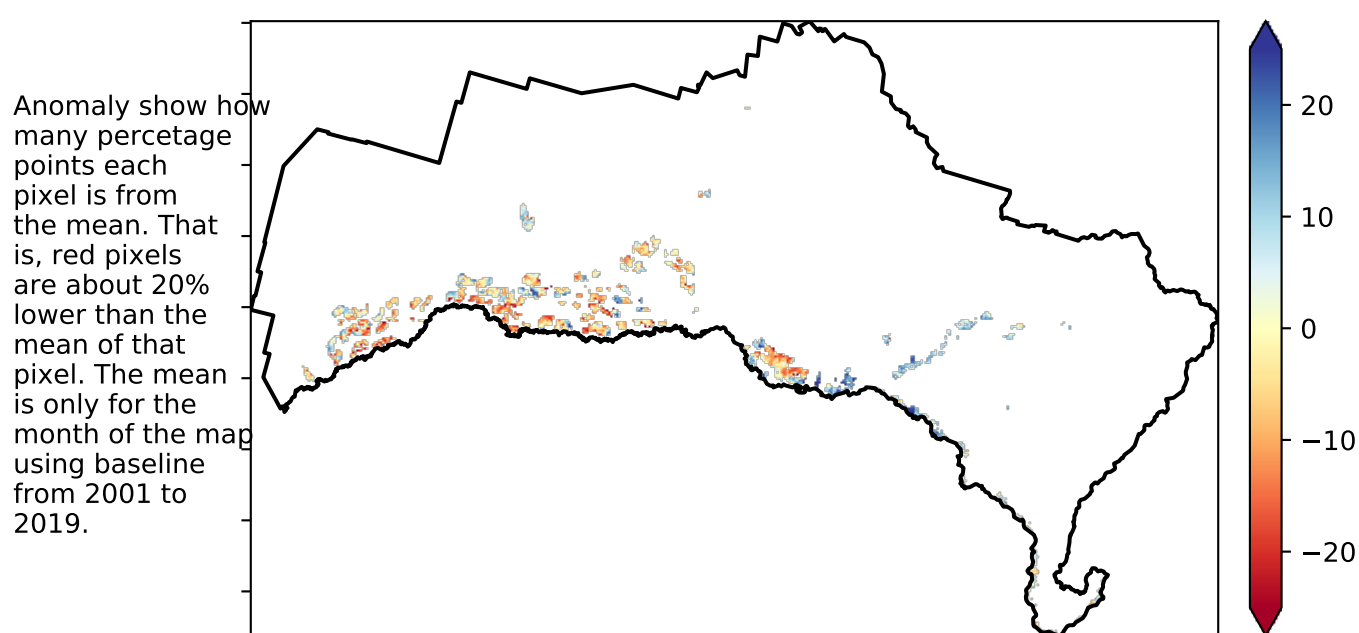 Anomaly show how
many percetage
points each
pixel is from
the mean. That
is, red pixels
are about 20%
lower than the
mean of that
pixel. The mean
is only for the
month of the map
using baseline
from 2001 to
2019.
20
10
0
−10
−20